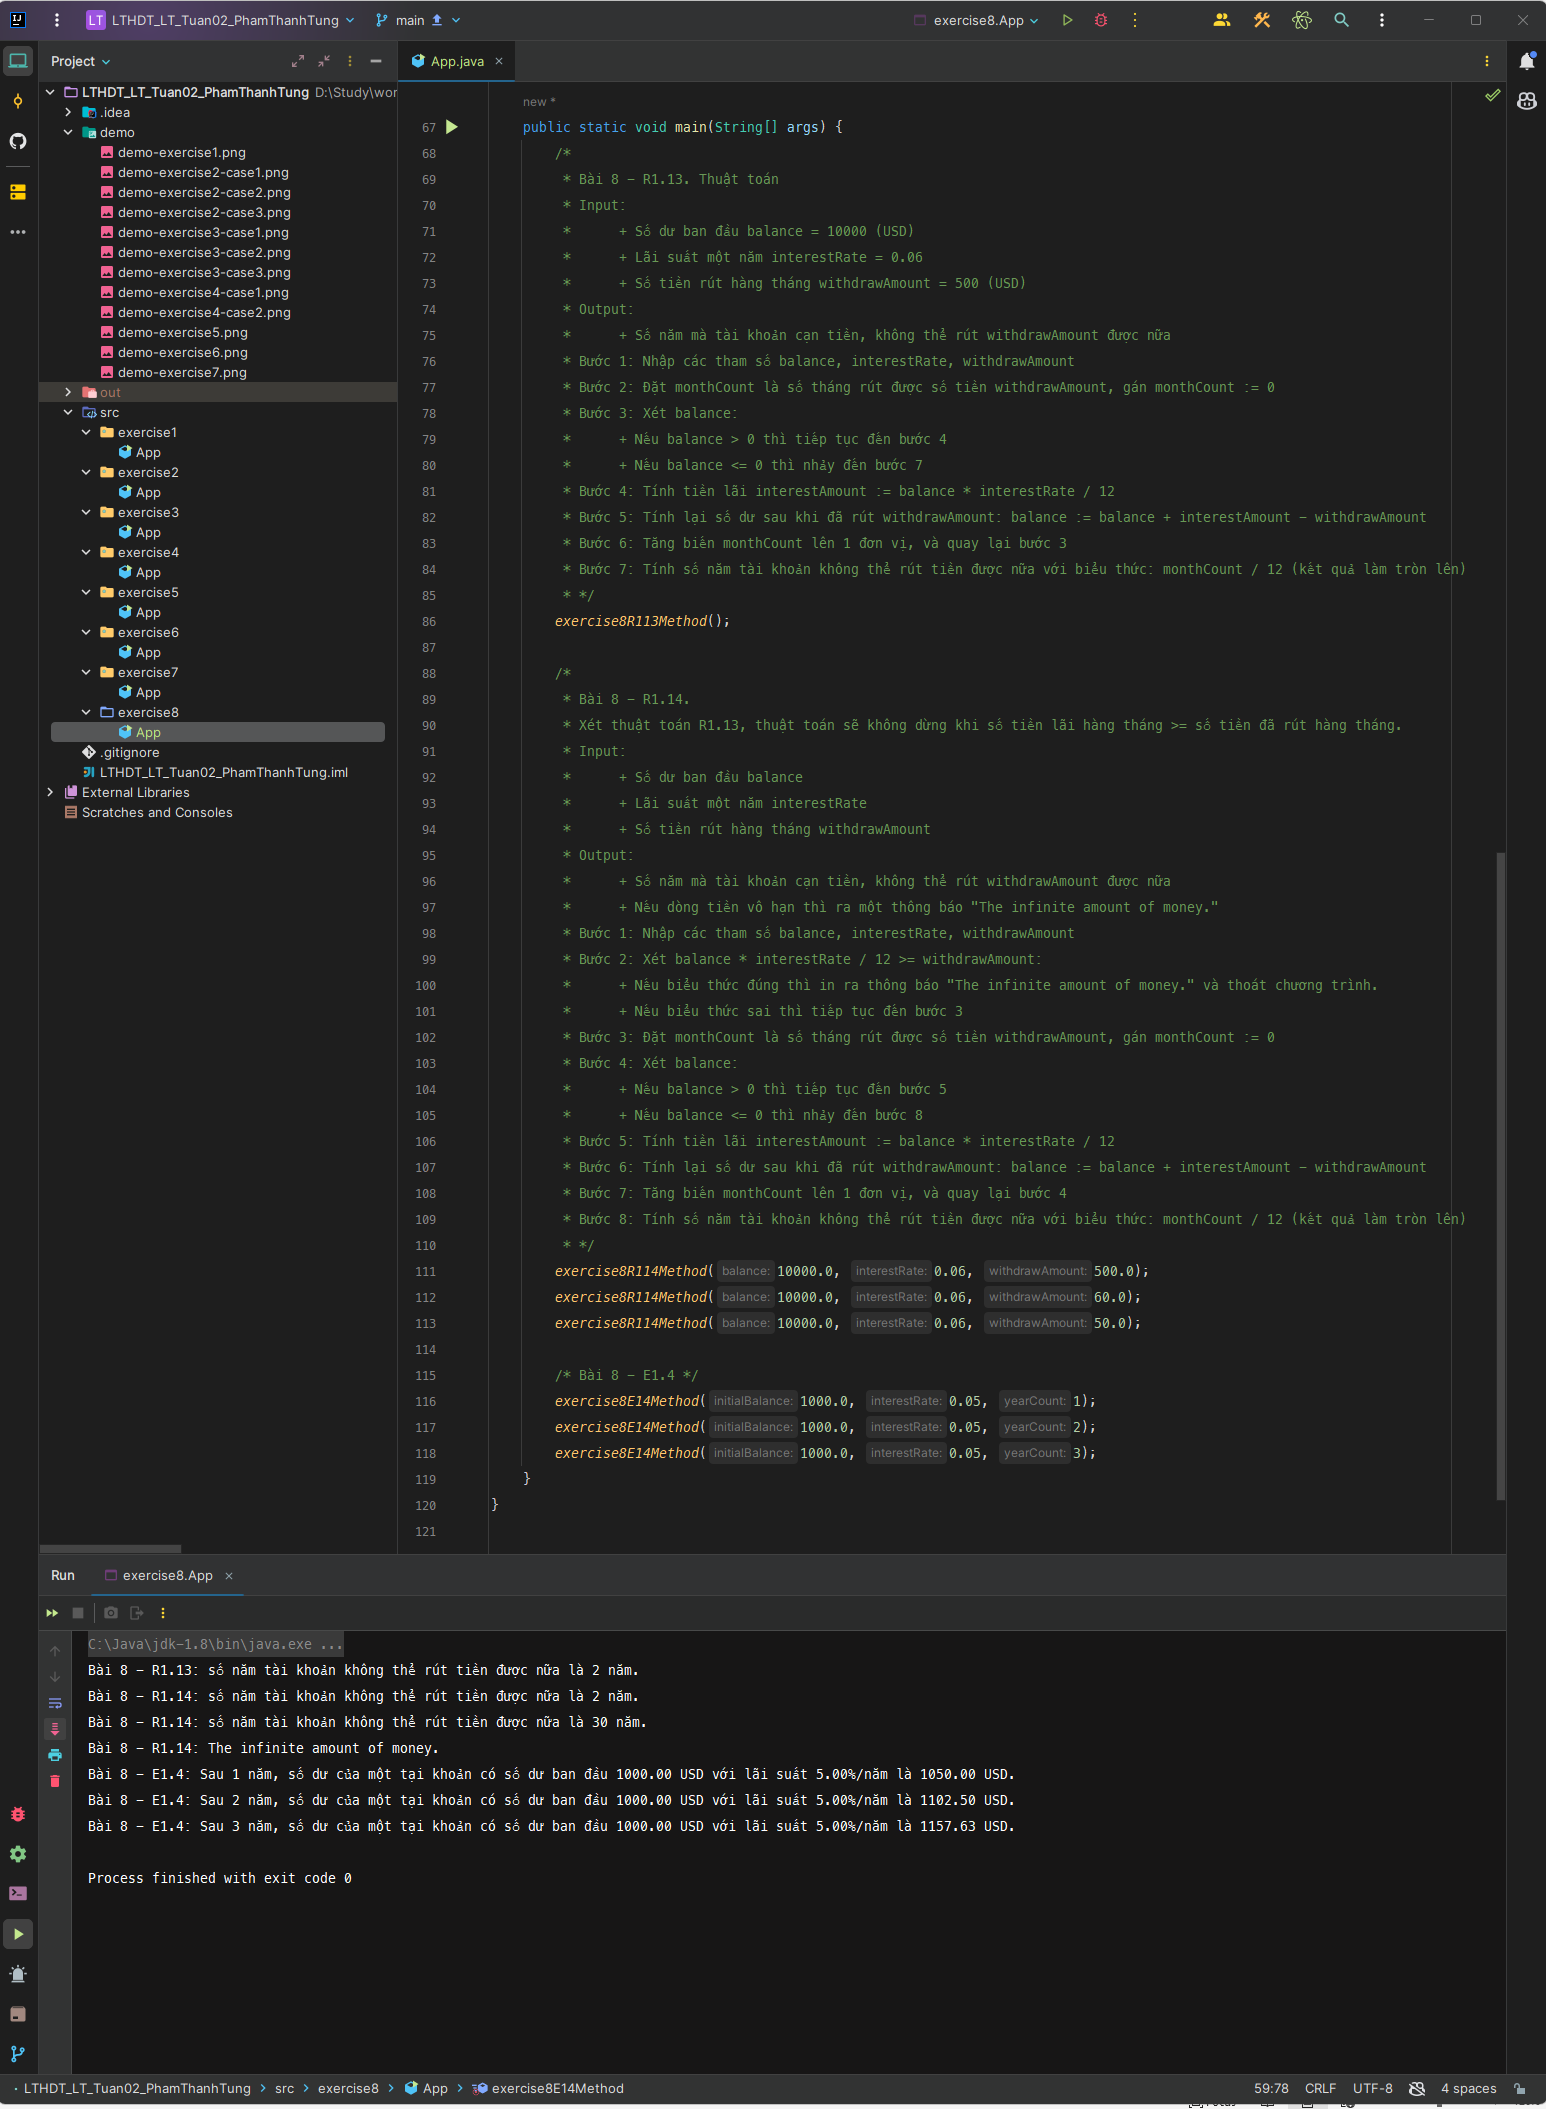 LT LTHDT_LT_Tuan02_PhamThanhTung main exercise8.App
Project
App.java
LTHDT_LT_Tuan02_PhamThanhTung D:\Study\wor
.idea
demo
demo-exercise1.png
demo-exercise2-case1.png
demo-exercise2-case2.png
demo-exercise2-case3.png
demo-exercise3-case1.png
demo-exercise3-case2.png
demo-exercise3-case3.png
demo-exercise4-case1.png
demo-exercise4-case2.png
demo-exercise5.png
demo-exercise6.png
demo-exercise7.png
out
src
exercise1
App
exercise2
App
exercise3
App
exercise4
App
exercise5
App
exercise6
App
exercise7
App
exercise8
App
.gitignore
LTHDT_LT_Tuan02_PhamThanhTung.iml
External Libraries
Scratches and Consoles
new *
67 public static void main(String[] args) {
68 /*
69 * Bài 8 - R1.13. Thuật toán
70 * Input:
71 * + Số dư ban đầu balance = 10000 (USD)
72 * + Lãi suất một năm interestRate = 0.06
73 * + Số tiền rút hàng tháng withdrawAmount = 500 (USD)
74 * Output:
75 * + Số năm mà tài khoản cạn tiền, không thể rút withdrawAmount được nữa
76 * Bước 1: Nhập các tham số balance, interestRate, withdrawAmount
77 * Bước 2: Đặt monthCount là số tháng rút được số tiền withdrawAmount, gán monthCount := 0
78 * Bước 3: Xét balance:
79 * + Nếu balance > 0 thì tiếp tục đến bước 4
80 * + Nếu balance <= 0 thì nhảy đến bước 7
81 * Bước 4: Tính tiền lãi interestAmount := balance * interestRate / 12
82 * Bước 5: Tính lại số dư sau khi đã rút withdrawAmount: balance := balance + interestAmount - withdrawAmount
83 * Bước 6: Tăng biến monthCount lên 1 đơn vị, và quay lại bước 3
84 * Bước 7: Tính số năm tài khoản không thể rút tiền được nữa với biểu thức: monthCount / 12 (kết quả làm tròn lên)
85 * */
86 exercise8R113Method();
87
88 /*
89 * Bài 8 - R1.14.
90 * Xét thuật toán R1.13, thuật toán sẽ không dừng khi số tiền lãi hàng tháng >= số tiền đã rút hàng tháng.
91 * Input:
92 * + Số dư ban đầu balance
93 * + Lãi suất một năm interestRate
94 * + Số tiền rút hàng tháng withdrawAmount
95 * Output:
96 * + Số năm mà tài khoản cạn tiền, không thể rút withdrawAmount được nữa
97 * + Nếu dòng tiền vô hạn thì ra một thông báo "The infinite amount of money."
98 * Bước 1: Nhập các tham số balance, interestRate, withdrawAmount
99 * Bước 2: Xét balance * interestRate / 12 >= withdrawAmount:
100 * + Nếu biểu thức đúng thì in ra thông báo "The infinite amount of money." và thoát chương trình.
101 * + Nếu biểu thức sai thì tiếp tục đến bước 3
102 * Bước 3: Đặt monthCount là số tháng rút được số tiền withdrawAmount, gán monthCount := 0
103 * Bước 4: Xét balance:
104 * + Nếu balance > 0 thì tiếp tục đến bước 5
105 * + Nếu balance <= 0 thì nhảy đến bước 8
106 * Bước 5: Tính tiền lãi interestAmount := balance * interestRate / 12
107 * Bước 6: Tính lại số dư sau khi đã rút withdrawAmount: balance := balance + interestAmount - withdrawAmount
108 * Bước 7: Tăng biến monthCount lên 1 đơn vị, và quay lại bước 4
109 * Bước 8: Tính số năm tài khoản không thể rút tiền được nữa với biểu thức: monthCount / 12 (kết quả làm tròn lên)
110 * */
111 exercise8R114Method( balance: 10000.0, interestRate: 0.06, withdrawAmount: 500.0);
112 exercise8R114Method( balance: 10000.0, interestRate: 0.06, withdrawAmount: 60.0);
113 exercise8R114Method( balance: 10000.0, interestRate: 0.06, withdrawAmount: 50.0);
114
115 /* Bài 8 - E1.4 */
116 exercise8E14Method( initialBalance: 1000.0, interestRate: 0.05, yearCount: 1);
117 exercise8E14Method( initialBalance: 1000.0, interestRate: 0.05, yearCount: 2);
118 exercise8E14Method( initialBalance: 1000.0, interestRate: 0.05, yearCount: 3);
119 }
120 }
121
Run exercise8.App
C:\Java\jdk-1.8\bin\java.exe ...
Bài 8 - R1.13: số năm tài khoản không thể rút tiền được nữa là 2 năm.
Bài 8 - R1.14: số năm tài khoản không thể rút tiền được nữa là 2 năm.
Bài 8 - R1.14: số năm tài khoản không thể rút tiền được nữa là 30 năm.
Bài 8 - R1.14: The infinite amount of money.
Bài 8 - E1.4: Sau 1 năm, số dư của một tại khoản có số dư ban đầu 1000.00 USD với lãi suất 5.00%/năm là 1050.00 USD.
Bài 8 - E1.4: Sau 2 năm, số dư của một tại khoản có số dư ban đầu 1000.00 USD với lãi suất 5.00%/năm là 1102.50 USD.
Bài 8 - E1.4: Sau 3 năm, số dư của một tại khoản có số dư ban đầu 1000.00 USD với lãi suất 5.00%/năm là 1157.63 USD.
Process finished with exit code 0
LTHDT_LT_Tuan02_PhamThanhTung > src > exercise8 > App > exercise8E14Method 59:78 CRLF UTF-8 4 spaces